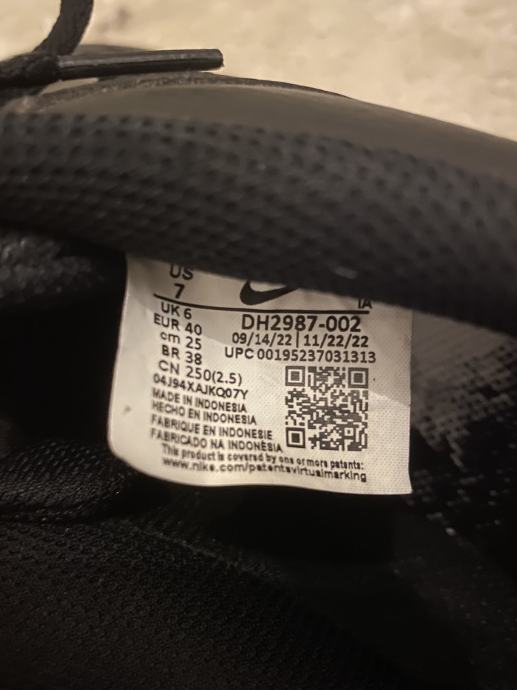 US
7
IA
UK 6
EUR 40
cm 25
BR 38
CN 250(2.5)
DH2987-002
09/14/22 | 11/22/22
UPC 00195237031313
04J94XAJKQ07Y
MADE IN INDONESIA
HECHO EN INDONESIA
FABRIQUE EN INDONESIE
FABRICADO NA INDONÉSIA
This product is covered by one or more patents:
www.nike.com/patentsvirtualmarking